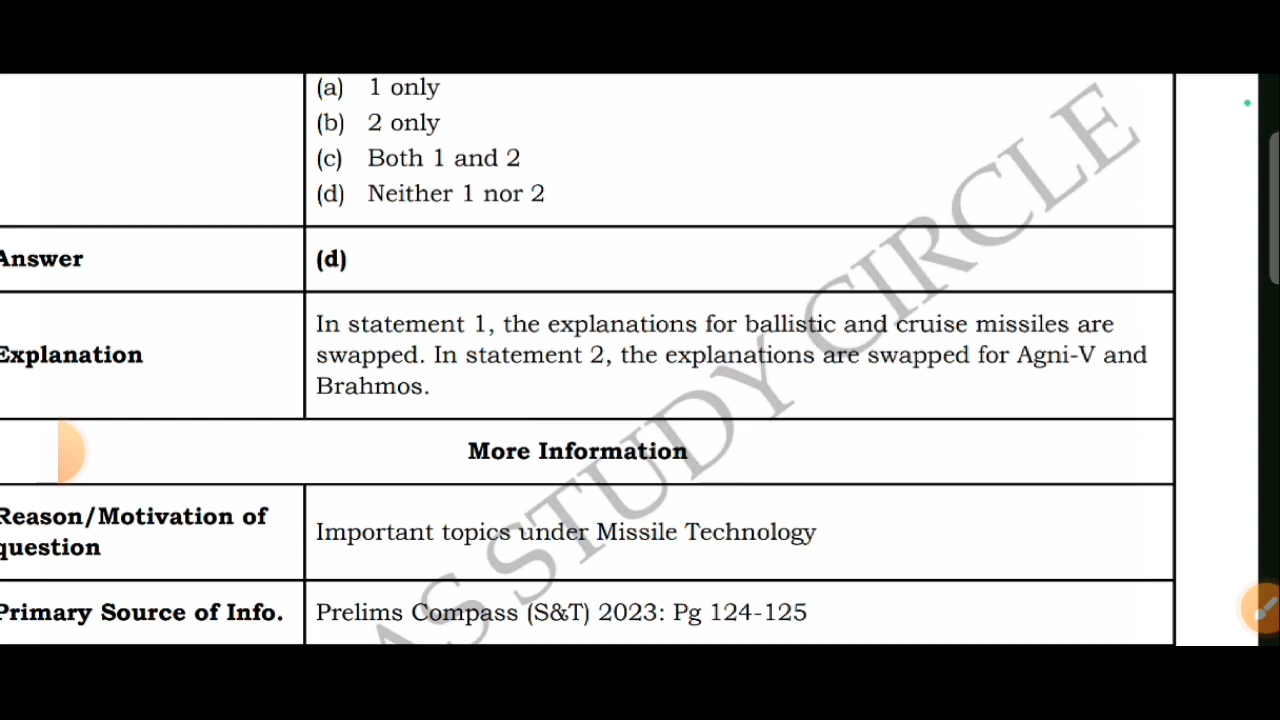 (a) 1 only
(b) 2 only
(c) Both 1 and 2
(d) Neither 1 nor 2
Answer (d)
Explanation
In statement 1, the explanations for ballistic and cruise missiles are
swapped. In statement 2, the explanations are swapped for Agni-V and
Brahmos.
More Information
Reason/Motivation of
question
Important topics under Missile Technology
Primary Source of Info. Prelims Compass (S&T) 2023: Pg 124-125
AS STUDY CIRCLE